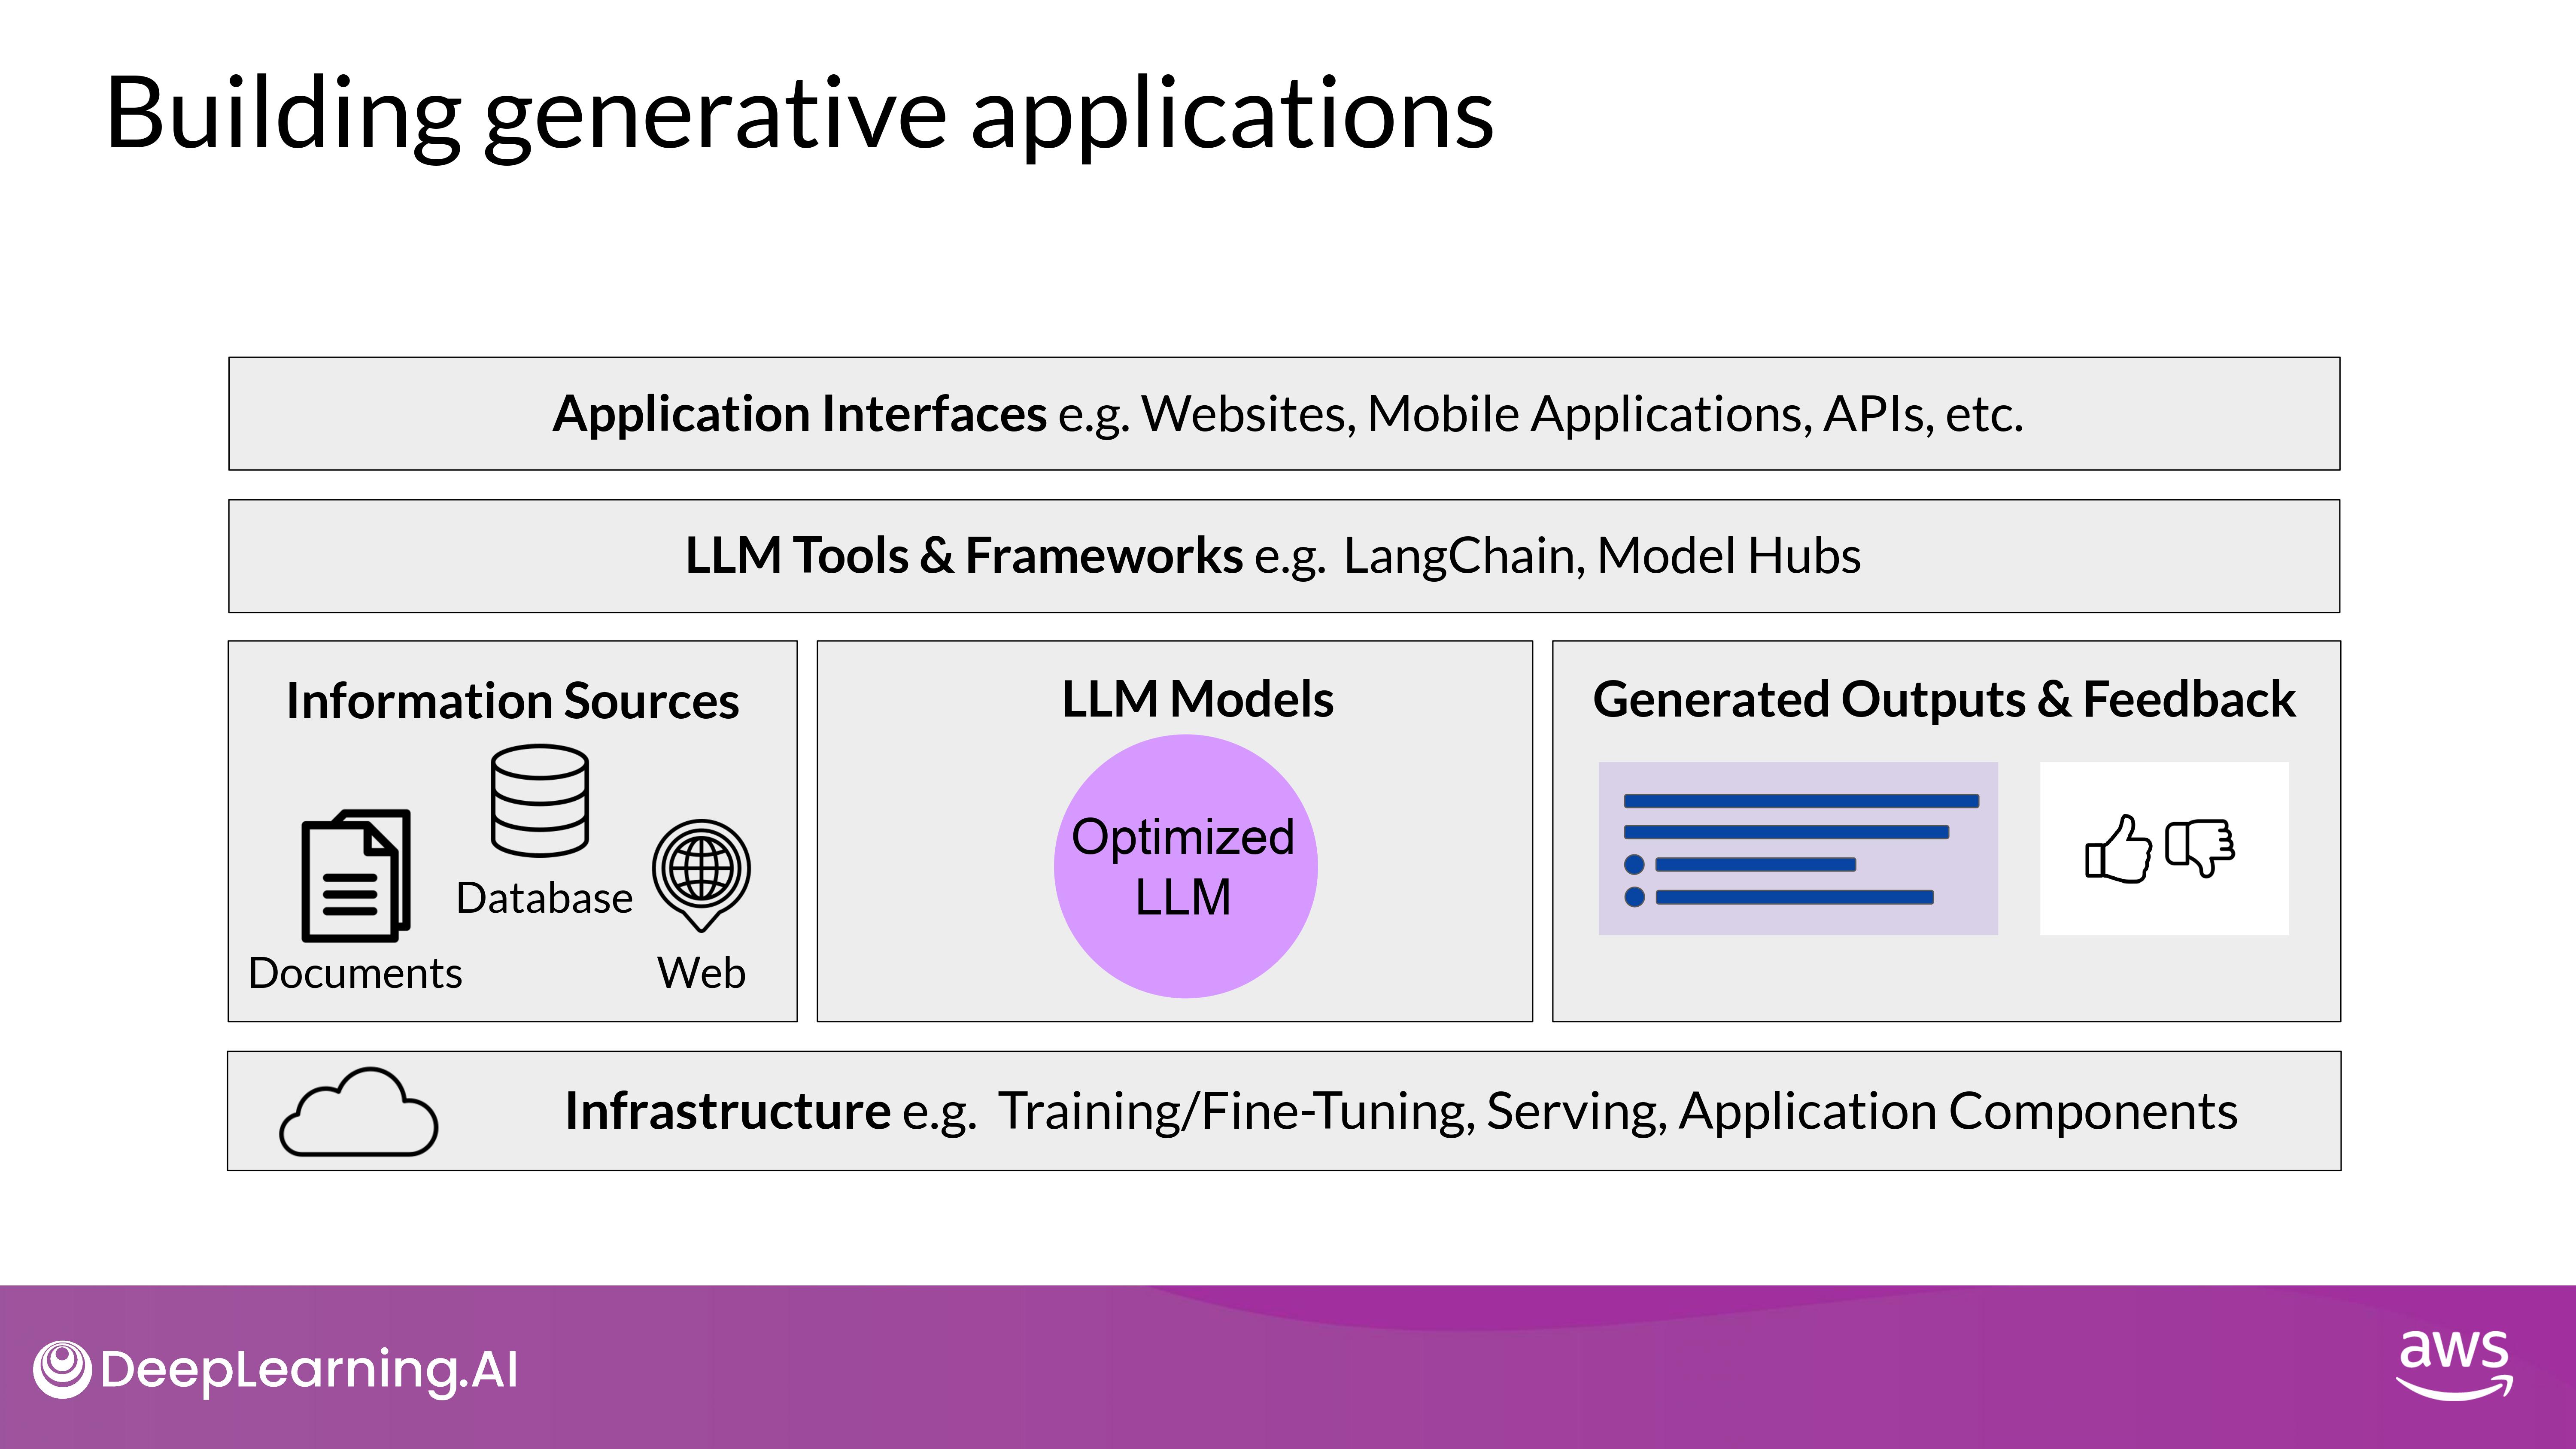 Building generative applications
Application Interfaces e.g. Websites, Mobile Applications, APIs, etc.
LLM Tools & Frameworks e.g. LangChain, Model Hubs
Information Sources
Database
Documents
Web
LLM Models
Optimized
LLM
Generated Outputs & Feedback
Infrastructure e.g. Training/Fine-Tuning, Serving, Application Components
DeepLearning.AI
aws